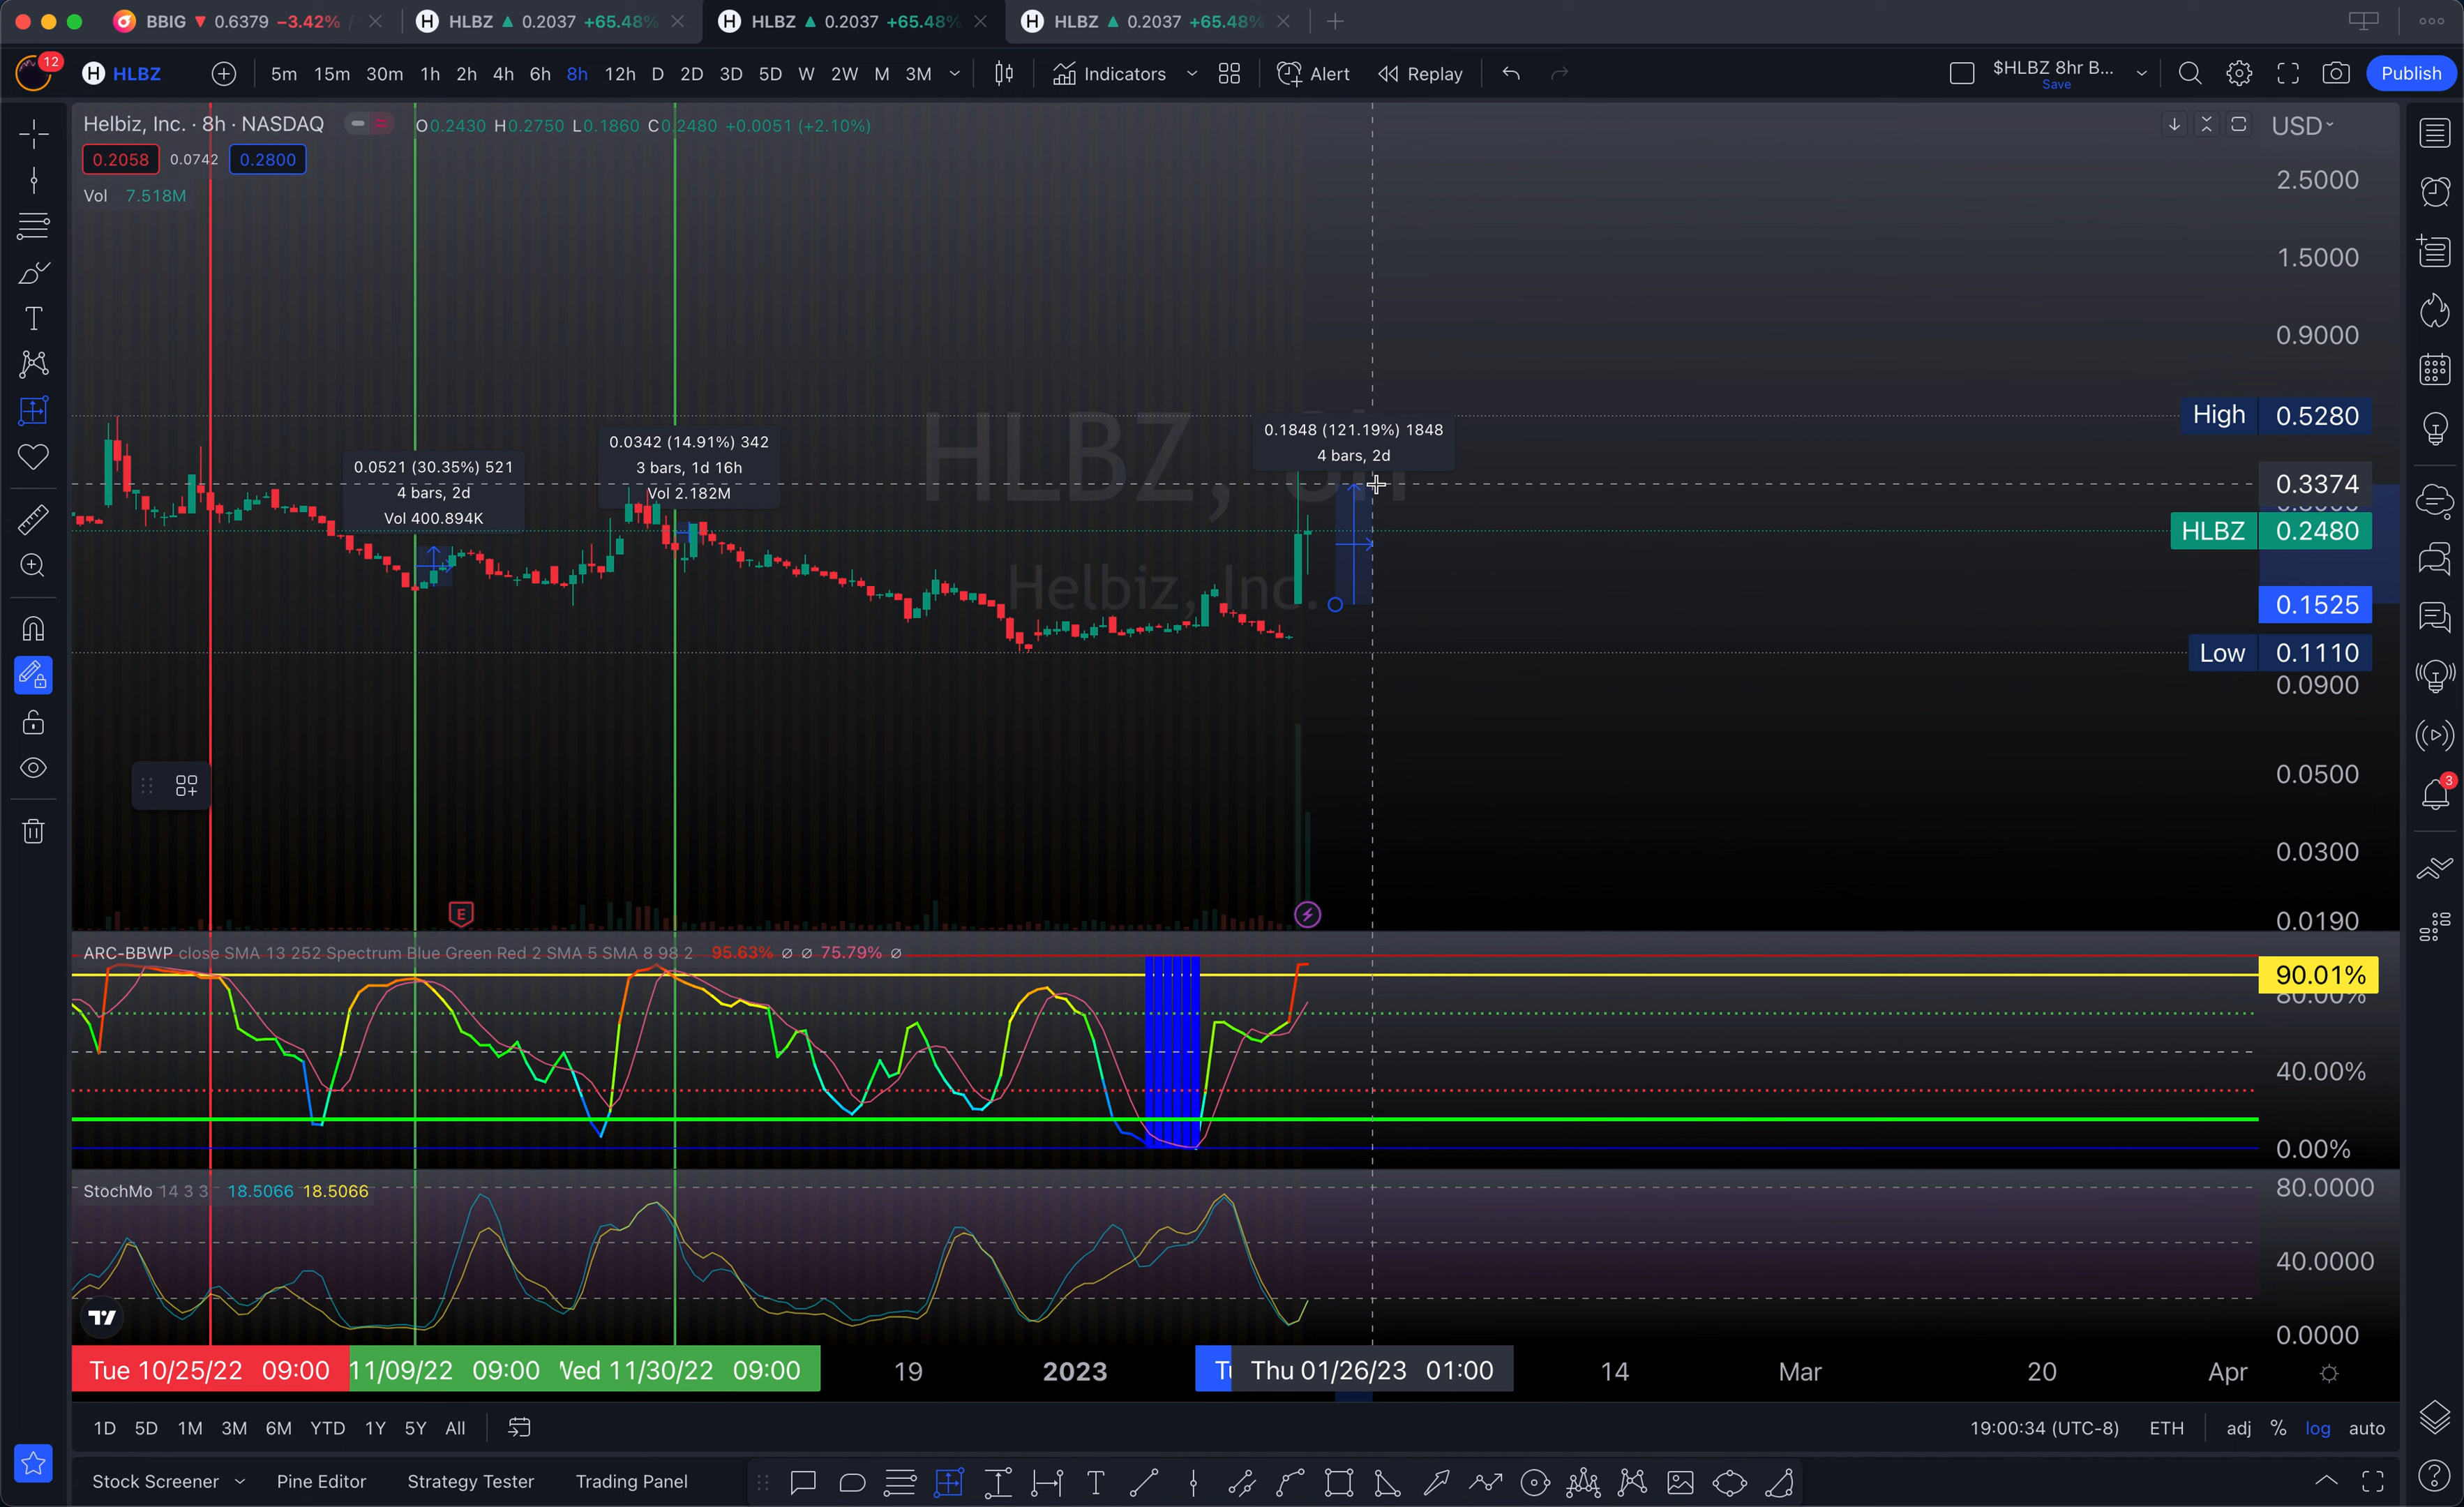 BBIG ▼ 0.6379 −3.42% /
HLBZ ▲ 0.2037 +65.48%
HLBZ ▲ 0.2037 +65.48%
HLBZ ▲ 0.2037 +65.48%
12
H HLBZ
5m 15m 30m 1h 2h 4h 6h 8h 12h D 2D 3D 5D W 2W M 3M
Indicators
Alert
Replay
$HLBZ 8hr B...
Save
Publish
Helbiz, Inc. · 8h · NASDAQ
O0.2430 H0.2750 L0.1860 C0.2480 +0.0051 (+2.10%)
USD
0.2058 0.0742 0.2800
Vol 7.518M
2.5000
1.5000
0.9000
High 0.5280
0.3374
HLBZ 0.2480
0.1525
Low 0.1110
0.0900
0.0500
0.0300
0.0190
HLBZ, 8h
Helbiz, Inc.
0.0521 (30.35%) 521
4 bars, 2d
Vol 400.894K
0.0342 (14.91%) 342
3 bars, 1d 16h
Vol 2.182M
0.1848 (121.19%) 1848
4 bars, 2d
E
3
ARC-BBWP close SMA 13 252 Spectrum Blue Green Red 2 SMA 5 SMA 8 98 2 95.63% ∅ ∅ 75.79% ∅
90.01%
80.00%
40.00%
0.00%
StochMo 14 3 3 18.5066 18.5066
80.0000
40.0000
0.0000
Tue 10/25/22 09:00
11/09/22 09:00
Wed 11/30/22 09:00
19
2023
Thu 01/26/23 01:00
14
Mar
20
Apr
1D 5D 1M 3M 6M YTD 1Y 5Y All
19:00:34 (UTC-8) ETH adj % log auto
Stock Screener Pine Editor Strategy Tester Trading Panel